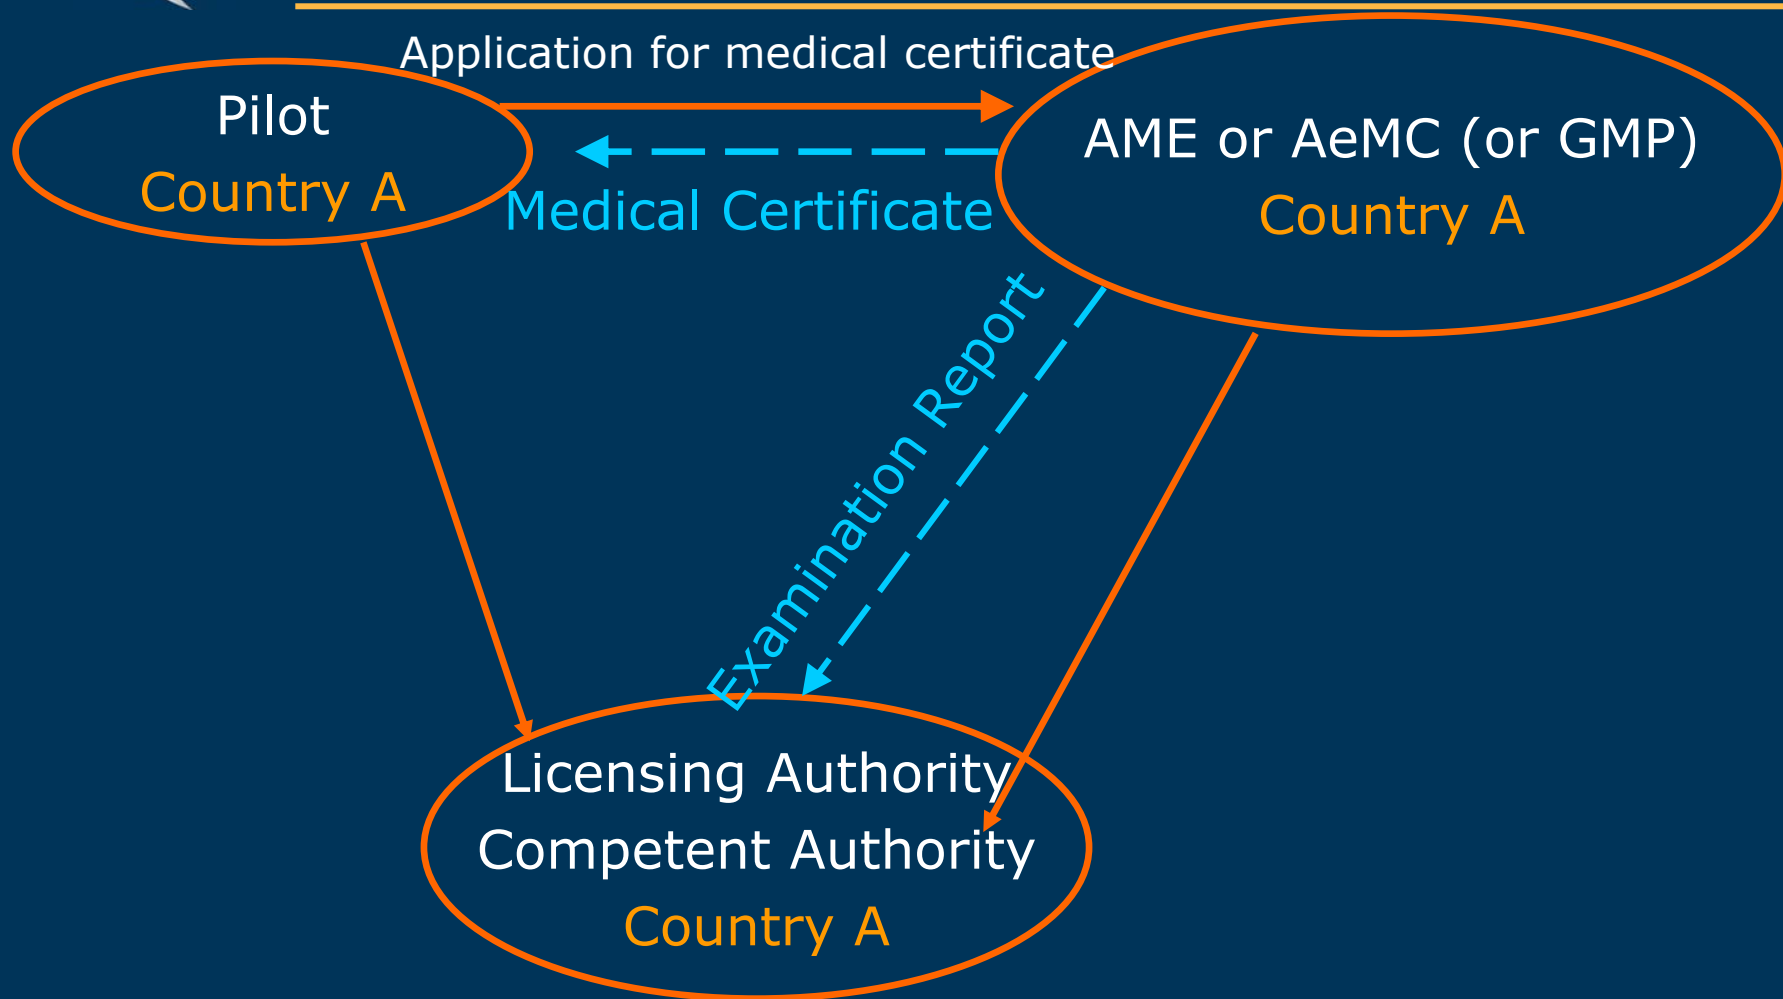 Application for medical certificate
Pilot
Country A
AME or AeMC (or GMP)
Country A
Medical Certificate
Examination Report
Licensing Authority
Competent Authority
Country A